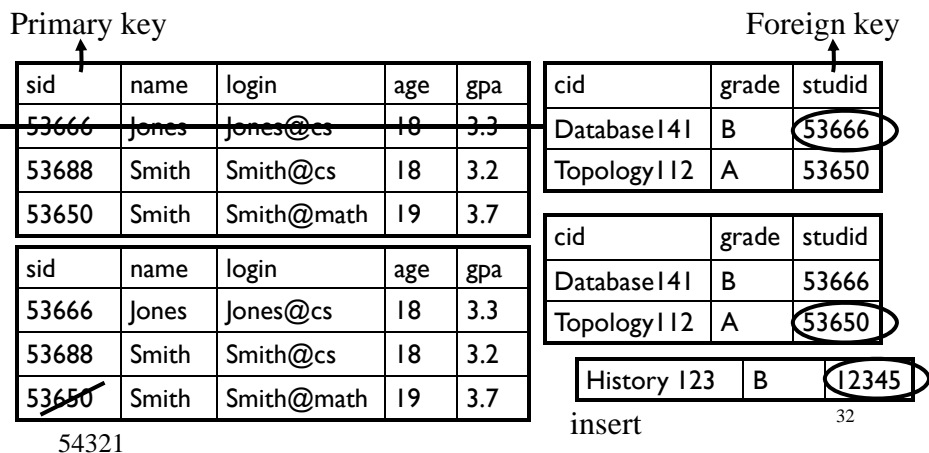 Primary key
Foreign key
sid name login age gpa
53666 Jones Jones@cs 18 3.3
53688 Smith Smith@cs 18 3.2
53650 Smith Smith@math 19 3.7
cid grade studid
Database141 B 53666
Topology112 A 53650
sid name login age gpa
53666 Jones Jones@cs 18 3.3
53688 Smith Smith@cs 18 3.2
53650 Smith Smith@math 19 3.7
54321
cid grade studid
Database141 B 53666
Topology112 A 53650
History 123 B 12345
insert
32